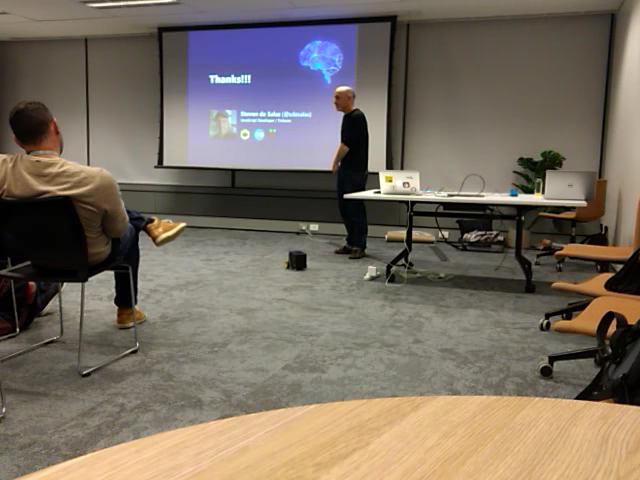 Thanks!!!
Steven de Salas (@sdesalas)
JavaScript Developer / Trainer